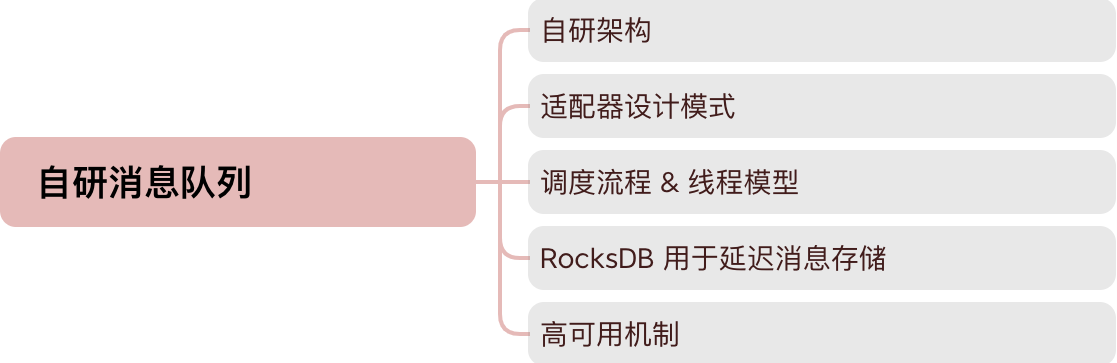 自研消息队列
自研架构
适配器设计模式
调度流程 & 线程模型
RocksDB 用于延迟消息存储
高可用机制